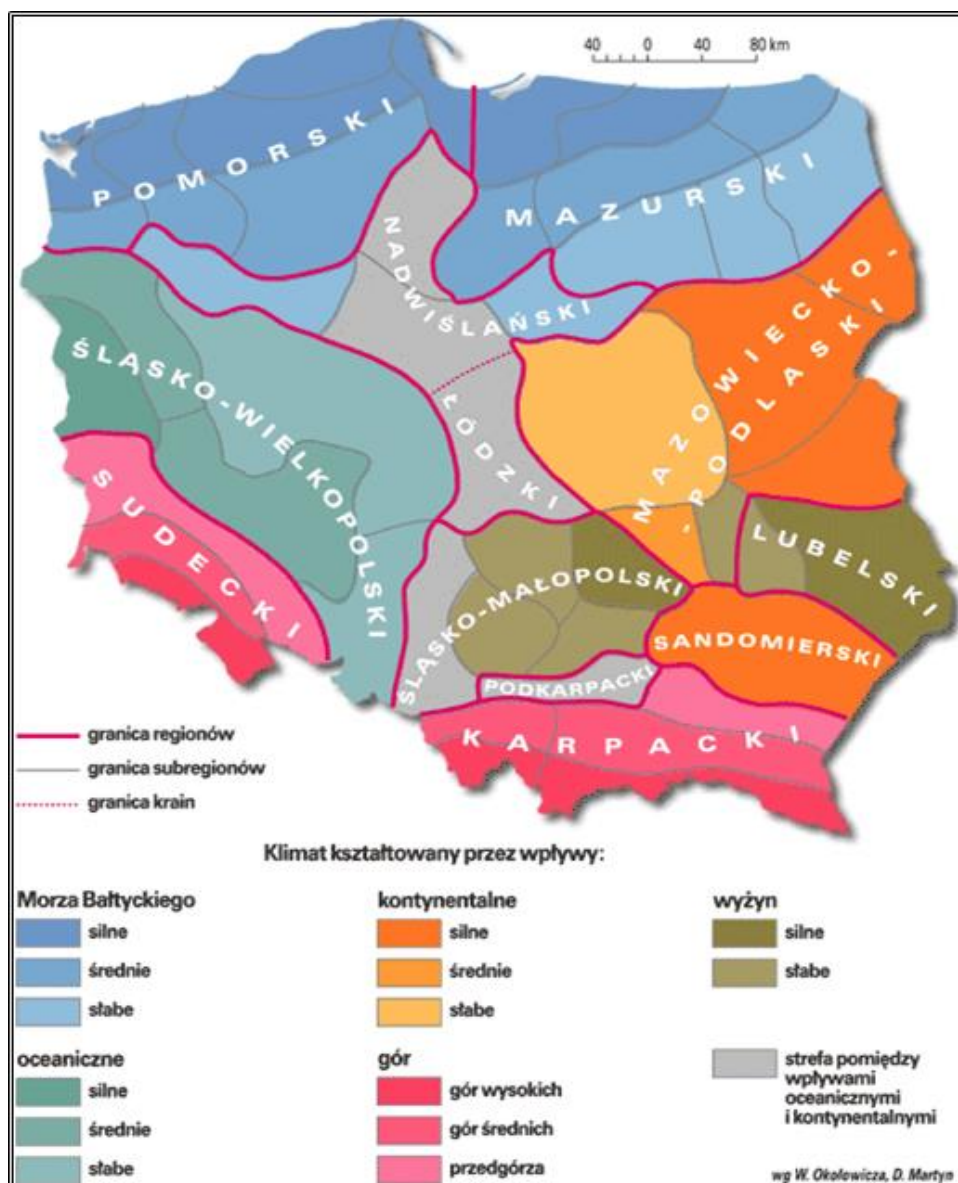 40 0 40 80 km
POMORSKI
MAZURSKI
NADWIŚLAŃSKI
ŚLĄSKO-WIELKOPOLSKI
ŁÓDZKI
MAZOWIECKO-
-PODLASKI
SUDECKI
LUBELSKI
ŚLĄSKO-MAŁOPOLSKI
SANDOMIERSKI
PODKARPACKI
KARPACKI
granica regionów
granica subregionów
granica krain
Klimat kształtowany przez wpływy:
Morza Bałtyckiego
silne
średnie
słabe
kontynentalne
silne
średnie
słabe
wyżyn
silne
słabe
oceaniczne
silne
średnie
słabe
gór
gór wysokich
gór średnich
przedgórza
strefa pomiędzy
wpływami
oceanicznymi
i kontynentalnymi
wg W. Okołowicza, D. Martyn